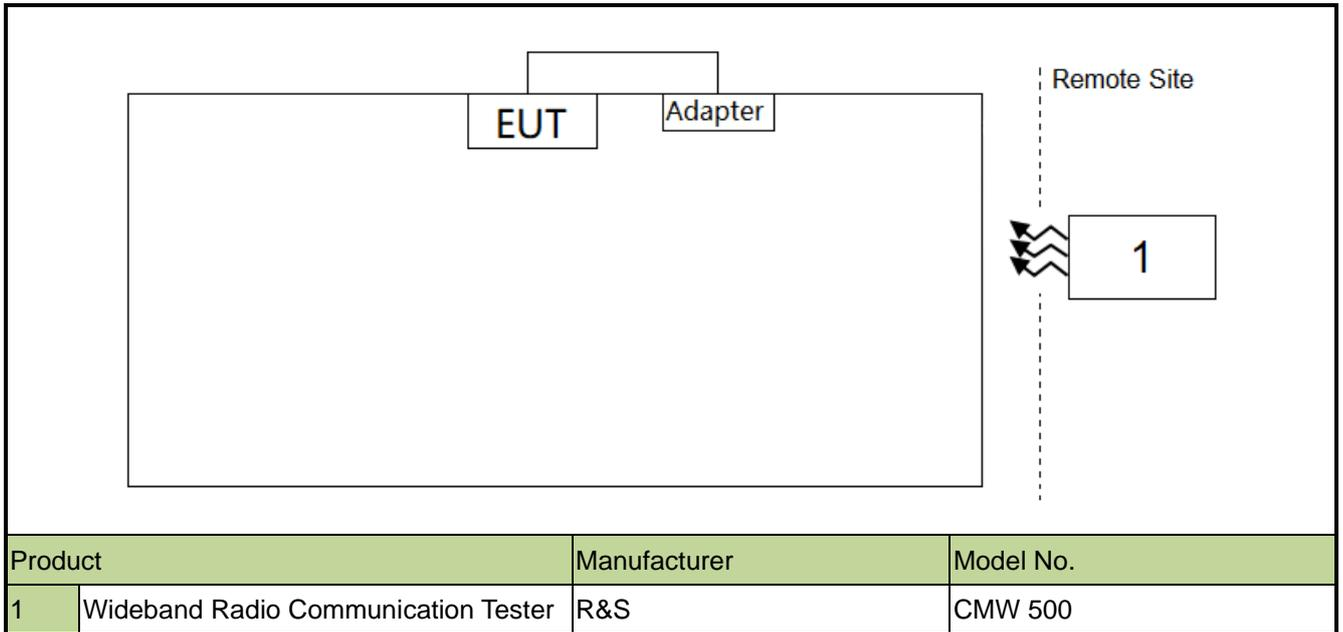 Remote Site
EUT
Adapter
1
Product Manufacturer Model No.
1 Wideband Radio Communication Tester R&S CMW 500